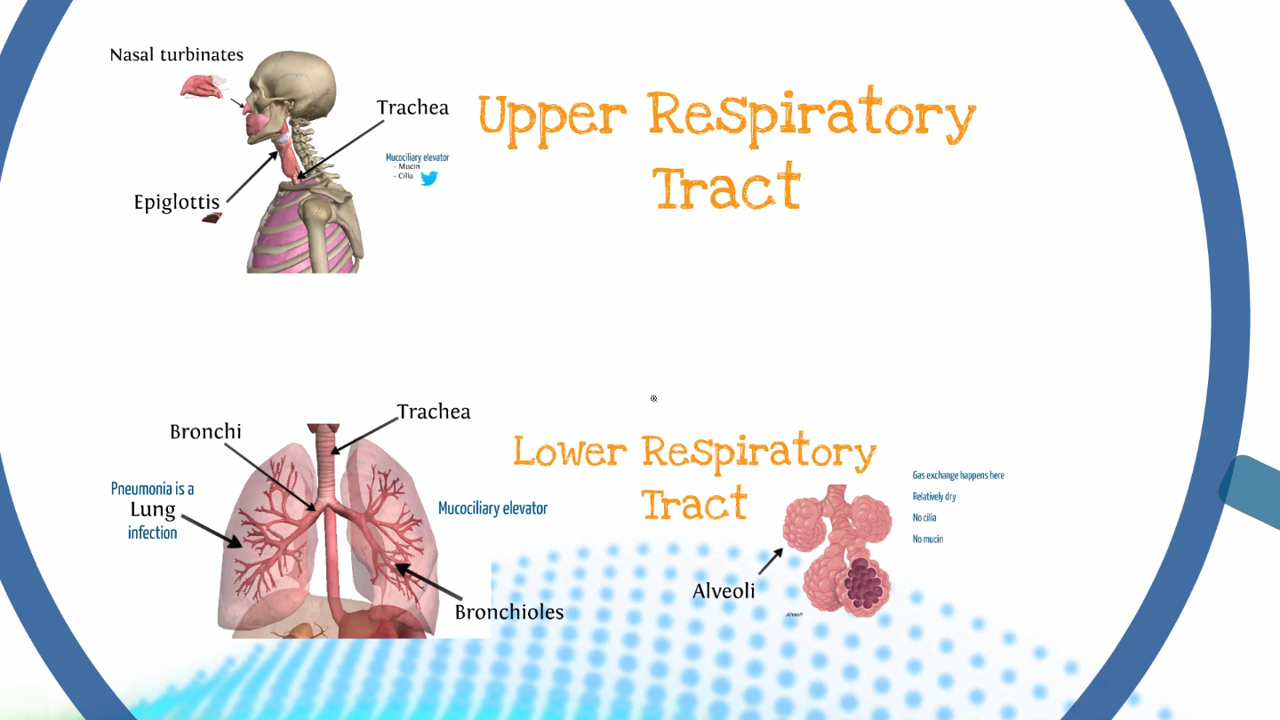 Nasal turbinates
Trachea
Upper Respiratory
Tract
Mucociliary elevator
- Mucin
- Cilia
Epiglottis
Trachea
Bronchi
Lower Respiratory
Tract
Pneumonia is a
Lung
infection
Mucociliary elevator
Gas exchange happens here
Relatively dry
No cilia
No mucin
Alveoli
Bronchioles
Alveoli